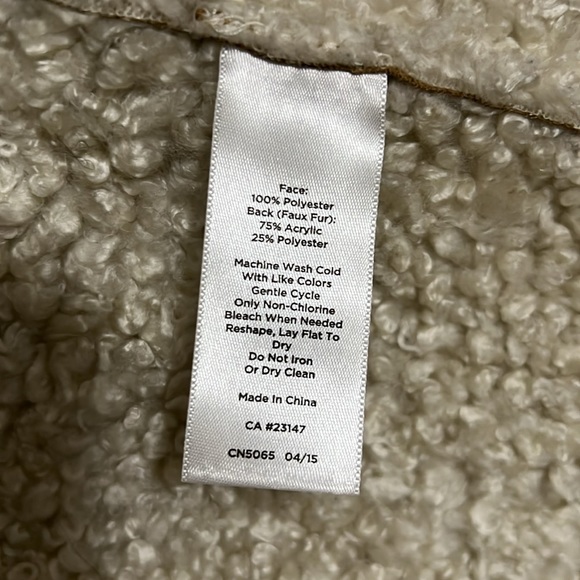 Face:
100% Polyester
Back (Faux Fur):
75% Acrylic
25% Polyester
Machine Wash Cold
With Like Colors
Gentle Cycle
Only Non-Chlorine
Bleach When Needed
Reshape, Lay Flat To
Dry
Do Not Iron
Or Dry Clean
Made In China
CA #23147
CN5065 04/15